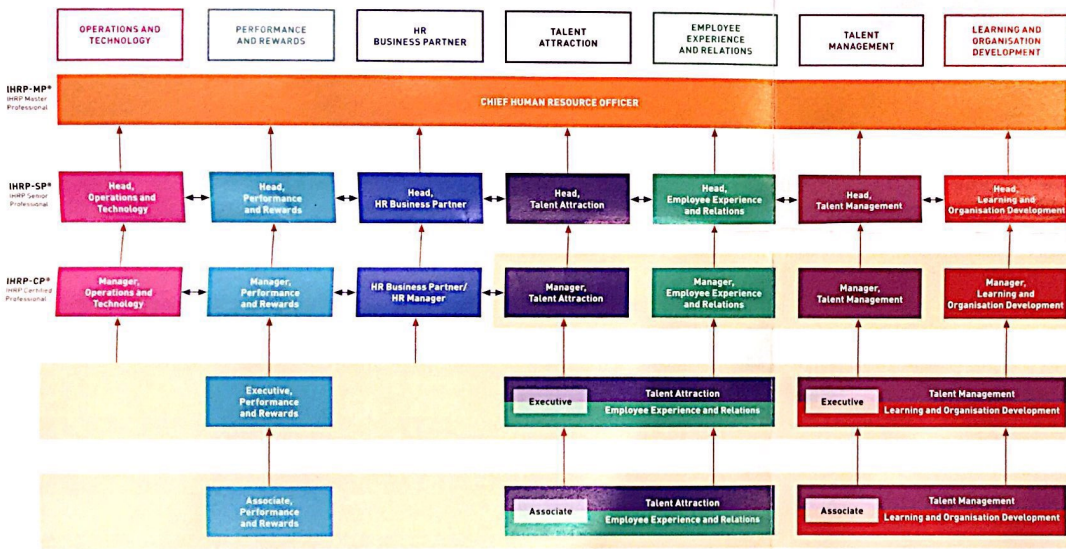 OPERATIONS AND
TECHNOLOGY
PERFORMANCE
AND REWARDS
HR
BUSINESS PARTNER
TALENT
ATTRACTION
EMPLOYEE
EXPERIENCE
AND RELATIONS
TALENT
MANAGEMENT
LEARNING AND
ORGANISATION
DEVELOPMENT
IHRP-MP®
IHRP Master
Professional
CHIEF HUMAN RESOURCE OFFICER
IHRP-SP®
IHRP Senior
Professional
Head,
Operations and
Technology
Head,
Performance
and Rewards
Head,
HR Business Partner
Head,
Talent Attraction
Head,
Employee Experience
and Relations
Head,
Talent Management
Head,
Learning and
Organisation Development
IHRP-CP®
IHRP Certified
Professional
Manager,
Operations and
Technology
Manager,
Performance
and Rewards
HR Business Partner/
HR Manager
Manager,
Talent Attraction
Manager,
Employee Experience
and Relations
Manager,
Talent Management
Manager,
Learning and
Organisation Development
Executive,
Performance
and Rewards
Executive
Talent Attraction
Employee Experience and Relations
Executive
Talent Management
Learning and Organisation Development
Associate,
Performance
and Rewards
Associate
Talent Attraction
Employee Experience and Relations
Associate
Talent Management
Learning and Organisation Development